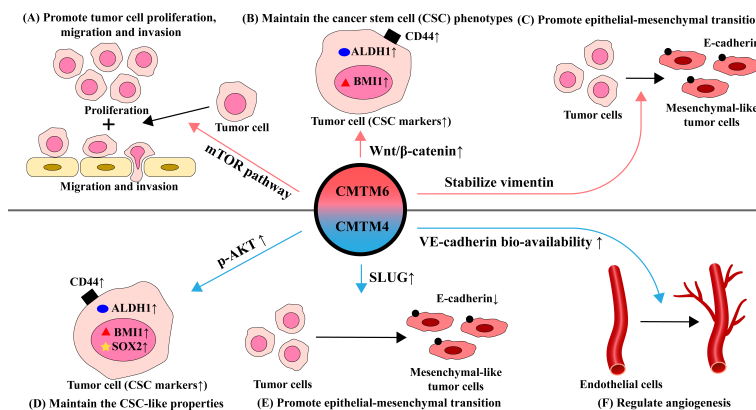 (A) Promote tumor cell proliferation,
migration and invasion
Proliferation
+
Tumor cell
Migration and invasion
mTOR pathway
(B) Maintain the cancer stem cell (CSC) phenotypes
CD44↑
ALDH1↑
BMI1↑
Tumor cell (CSC markers↑)
Wnt/β-catenin↑
(C) Promote epithelial-mesenchymal transition
E-cadherin
Tumor cells
Mesenchymal-like
tumor cells
Stabilize vimentin
CMTM6
CMTM4
p-AKT↑
CD44↑
ALDH1↑
BMI1↑
SOX2↑
Tumor cell (CSC markers↑)
(D) Maintain the CSC-like properties
SLUG↑
E-cadherin↓
Tumor cells
Mesenchymal-like
tumor cells
(E) Promote epithelial-mesenchymal transition
VE-cadherin bio-availability ↑
Endothelial cells
(F) Regulate angiogenesis